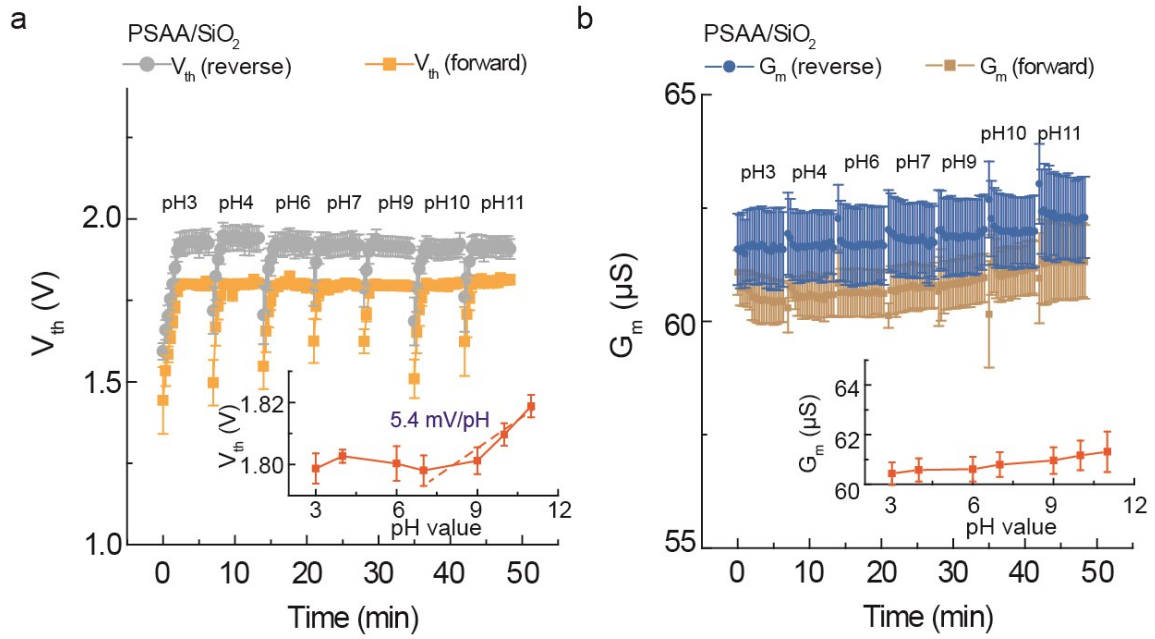 a
PSAA/SiO2
Vth (reverse)
Vth (forward)
Vth (V)
2.0
1.5
1.0
pH3 pH4 pH6 pH7 pH9 pH10 pH11
Vth (V)
1.82
1.80
5.4 mV/pH
3 6 9 12
pH value
0 10 20 30 40 50
Time (min)
b
PSAA/SiO2
Gm (reverse)
Gm (forward)
Gm (µS)
65
60
55
pH3 pH4 pH6 pH7 pH9 pH10 pH11
Gm (µS)
64
62
60
3 6 9 12
pH value
0 10 20 30 40 50
Time (min)